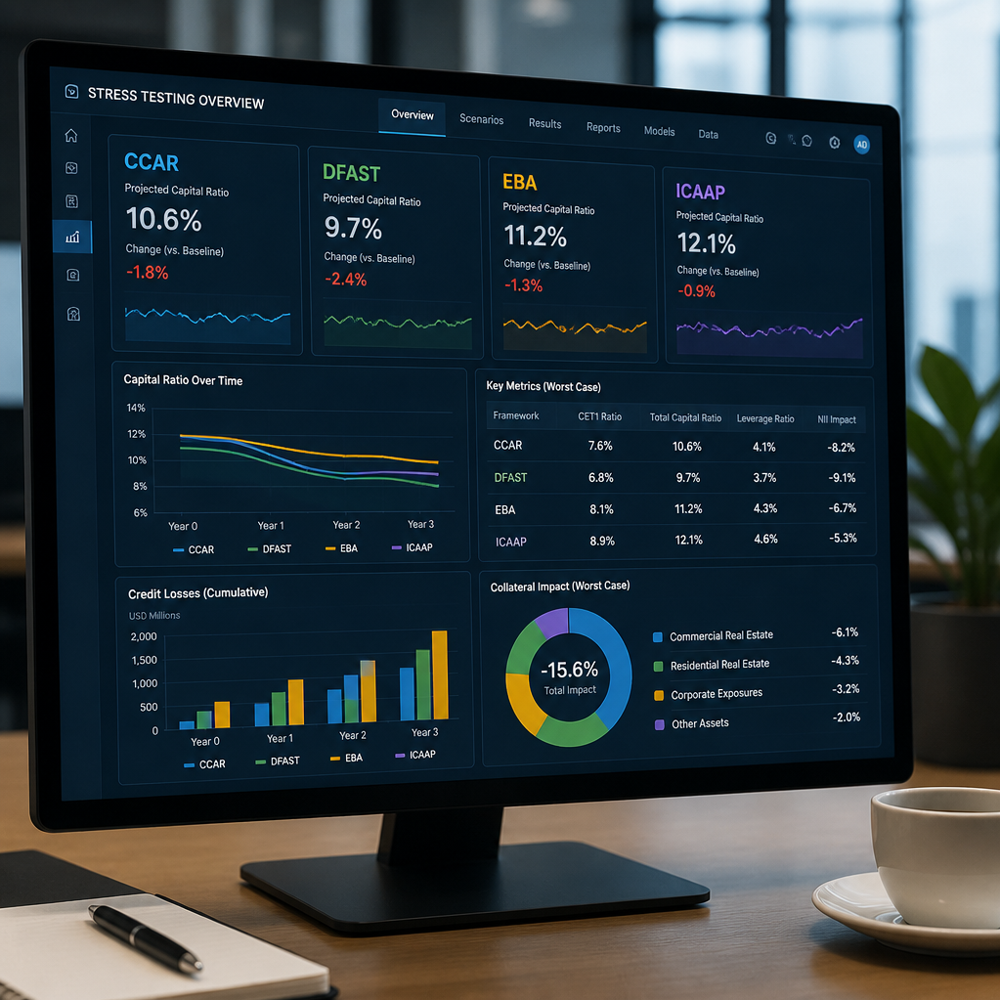 STRESS TESTING OVERVIEW
Overview Scenarios Results Reports Models Data
AD
CCAR
Projected Capital Ratio
10.6%
Change (vs. Baseline)
-1.8%
DFAST
Projected Capital Ratio
9.7%
Change (vs. Baseline)
-2.4%
EBA
Projected Capital Ratio
11.2%
Change (vs. Baseline)
-1.3%
ICAAP
Projected Capital Ratio
12.1%
Change (vs. Baseline)
-0.9%
Capital Ratio Over Time
14%
12%
10%
8%
6%
Year 0 Year 1 Year 2 Year 3
CCAR DFAST EBA ICAAP
Key Metrics (Worst Case)
Framework CET1 Ratio Total Capital Ratio Leverage Ratio NII Impact
CCAR 7.6% 10.6% 4.1% -8.2%
DFAST 6.8% 9.7% 3.7% -9.1%
EBA 8.1% 11.2% 4.3% -6.7%
ICAAP 8.9% 12.1% 4.6% -5.3%
Credit Losses (Cumulative)
USD Millions
2,000
1,500
1,000
500
0
Year 0 Year 1 Year 2 Year 3
CCAR DFAST EBA ICAAP
Collateral Impact (Worst Case)
-15.6%
Total Impact
Commercial Real Estate -6.1%
Residential Real Estate -4.3%
Corporate Exposures -3.2%
Other Assets -2.0%